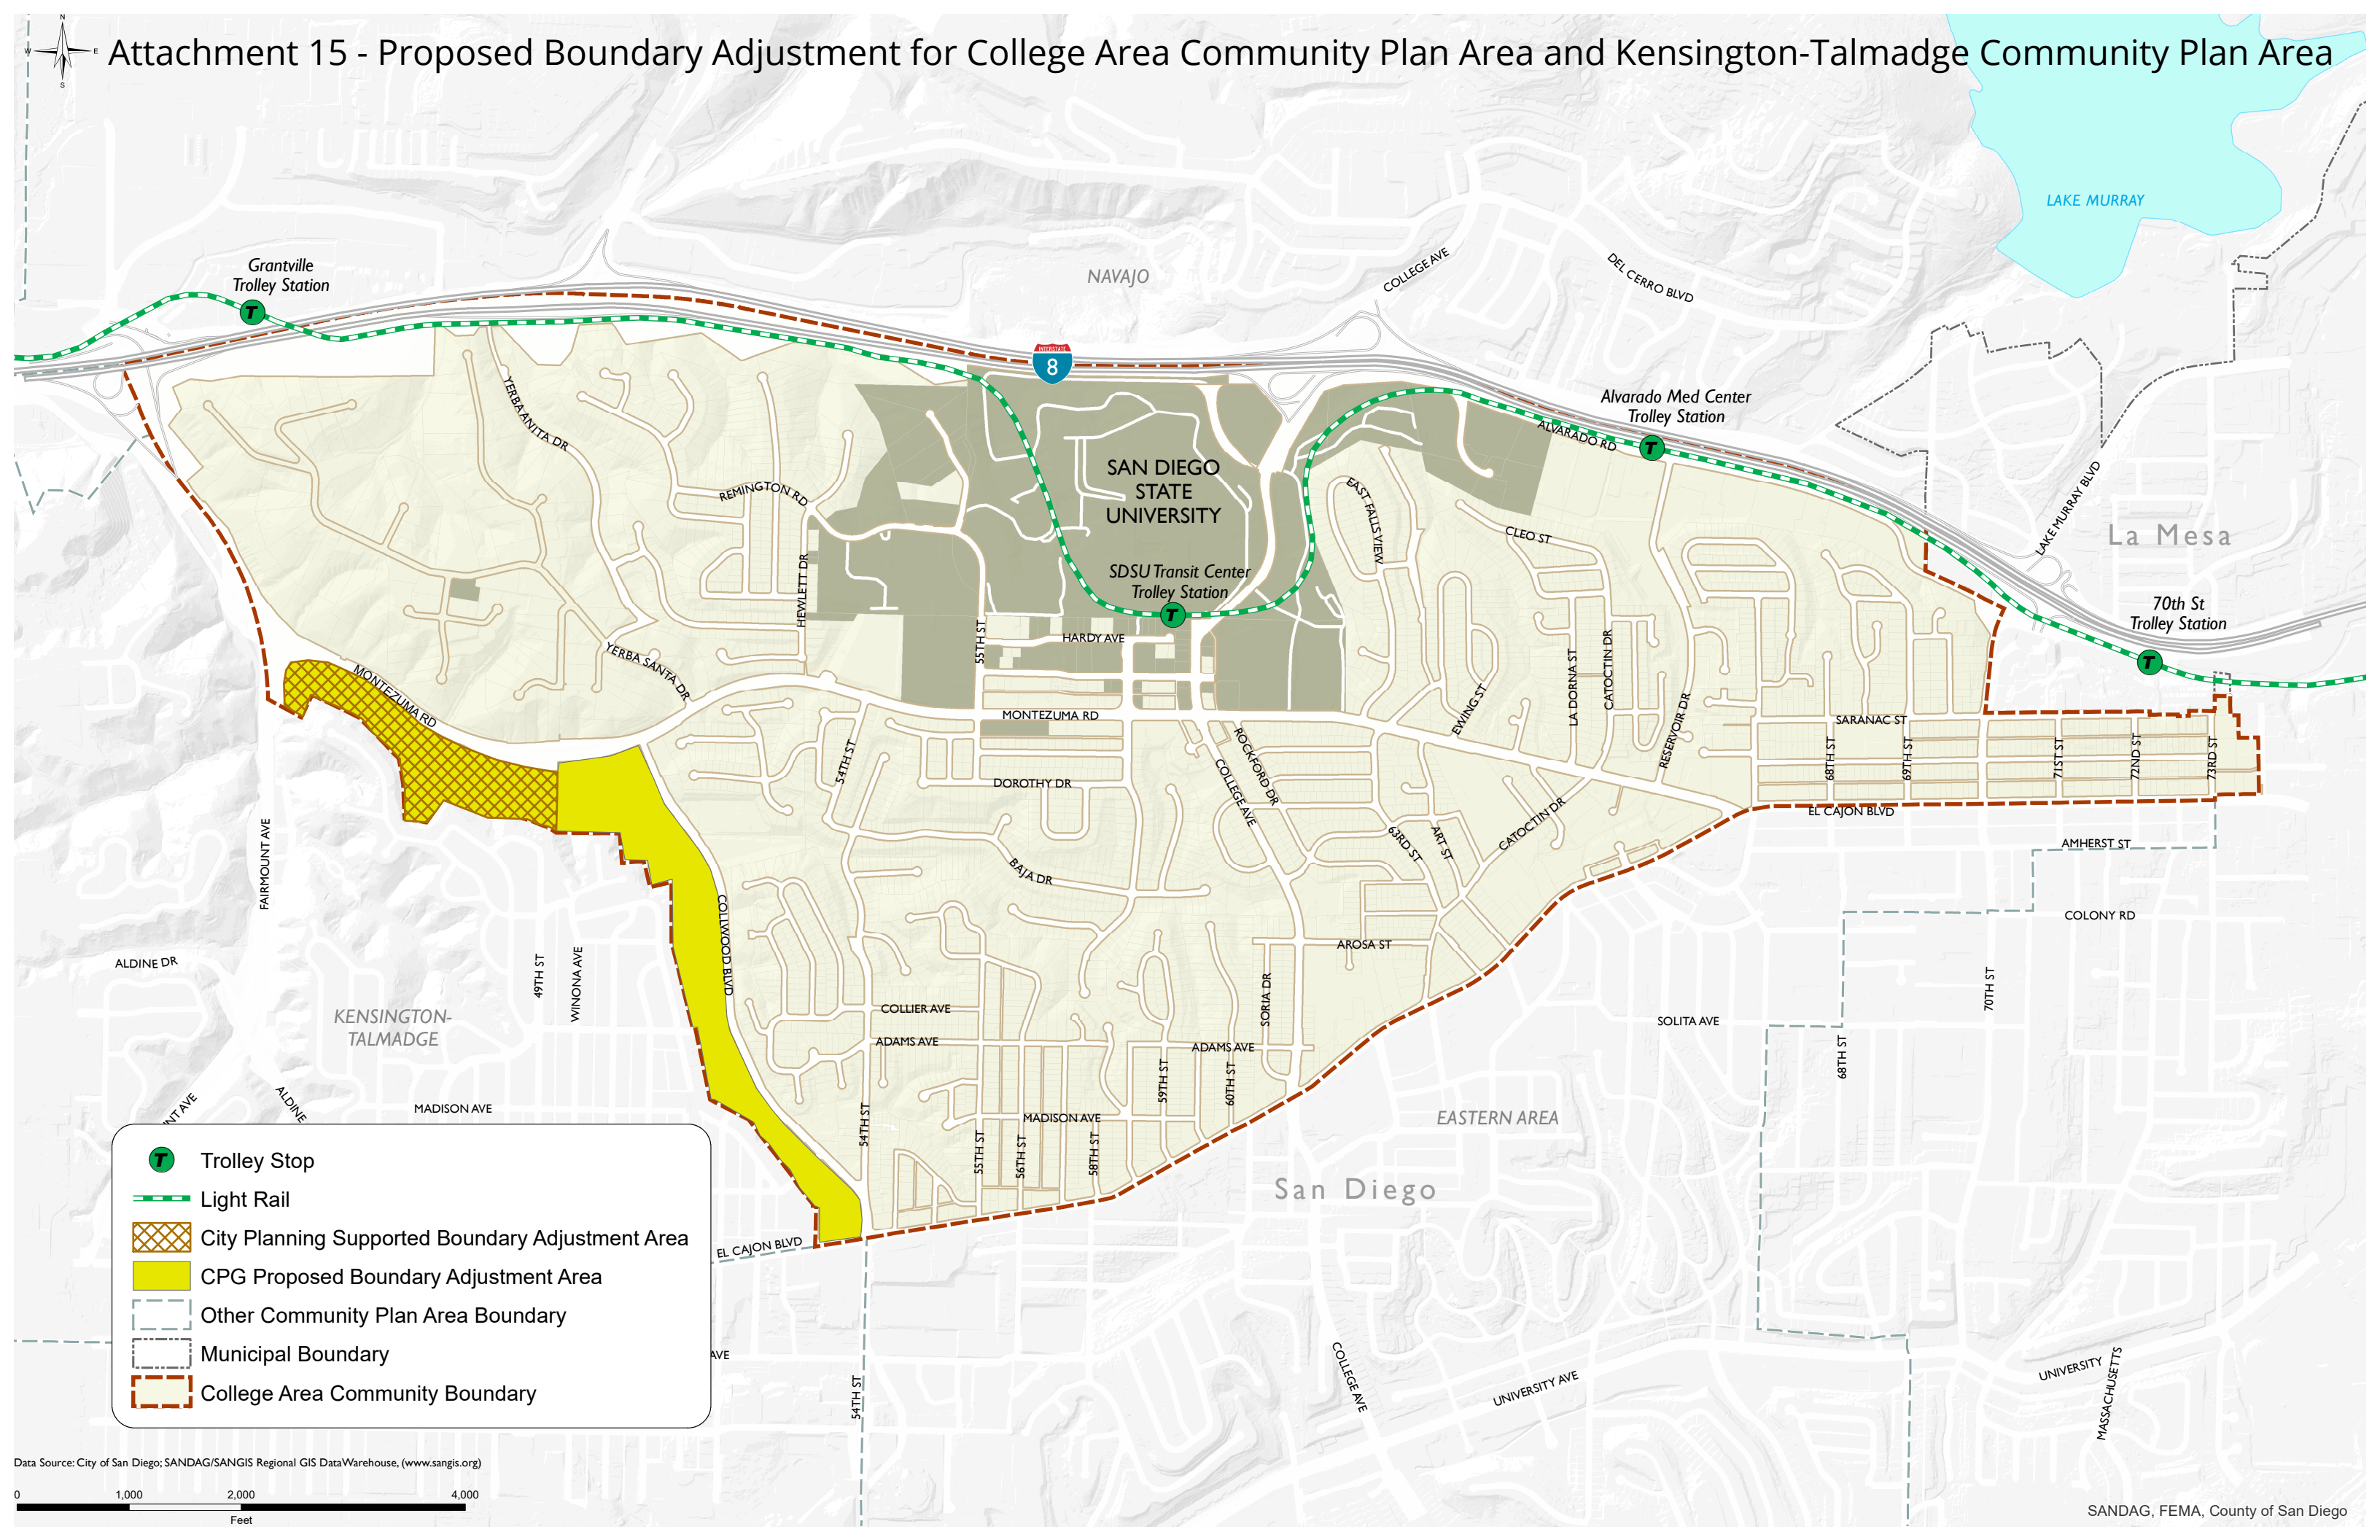 N
W
E
S
Attachment 15 - Proposed Boundary Adjustment for College Area Community Plan Area and Kensington-Talmadge Community Plan Area
LAKE MURRAY
Grantville
Trolley Station
NAVAJO
COLLEGE AVE
DEL CERRO BLVD
INTERSTATE
8
Alvarado Med Center
Trolley Station
ALVARADO RD
YERBA ANITA DR
REMINGTON RD
SAN DIEGO
STATE
UNIVERSITY
EAST FALLS VIEW
CLEO ST
LAKE MURRAY BLVD
La Mesa
HEWLETT DR
SDSU Transit Center
Trolley Station
70th St
Trolley Station
55TH ST
HARDY AVE
YERBA SANTA DR
MONTEZUMA RD
MONTEZUMA RD
EWING ST
LA DORNA ST
CATOCTIN DR
RESERVOIR DR
SARANAC ST
54TH ST
ROCKFORD DR
COLLEGE AVE
DOROTHY DR
68TH ST
69TH ST
71ST ST
72ND ST
73RD ST
EL CAJON BLVD
63RD ST
ART ST
CATOCTIN DR
AMHERST ST
FAIRMOUNT AVE
BAJA DR
COLLWOOD BLVD
COLONY RD
AROSA ST
ALDINE DR
49TH ST
WINONA AVE
SORIA DR
70TH ST
KENSINGTON-
TALMADGE
COLLIER AVE
ADAMS AVE
ADAMS AVE
SOLITA AVE
68TH ST
59TH ST
60TH ST
NT AVE
ALDINE
MADISON AVE
54TH ST
MADISON AVE
55TH ST
56TH ST
58TH ST
EASTERN AREA
San Diego
EL CAJON BLVD
T Trolley Stop
Light Rail
City Planning Supported Boundary Adjustment Area
CPG Proposed Boundary Adjustment Area
Other Community Plan Area Boundary
Municipal Boundary
College Area Community Boundary
AVE
54TH ST
COLLEGE AVE
UNIVERSITY AVE
UNIVERSITY
MASSACHUSETTS
Data Source: City of San Diego; SANDAG/SANGIS Regional GIS Data Warehouse, (www.sangis.org)
0 1,000 2,000 4,000
Feet
SANDAG, FEMA, County of San Diego